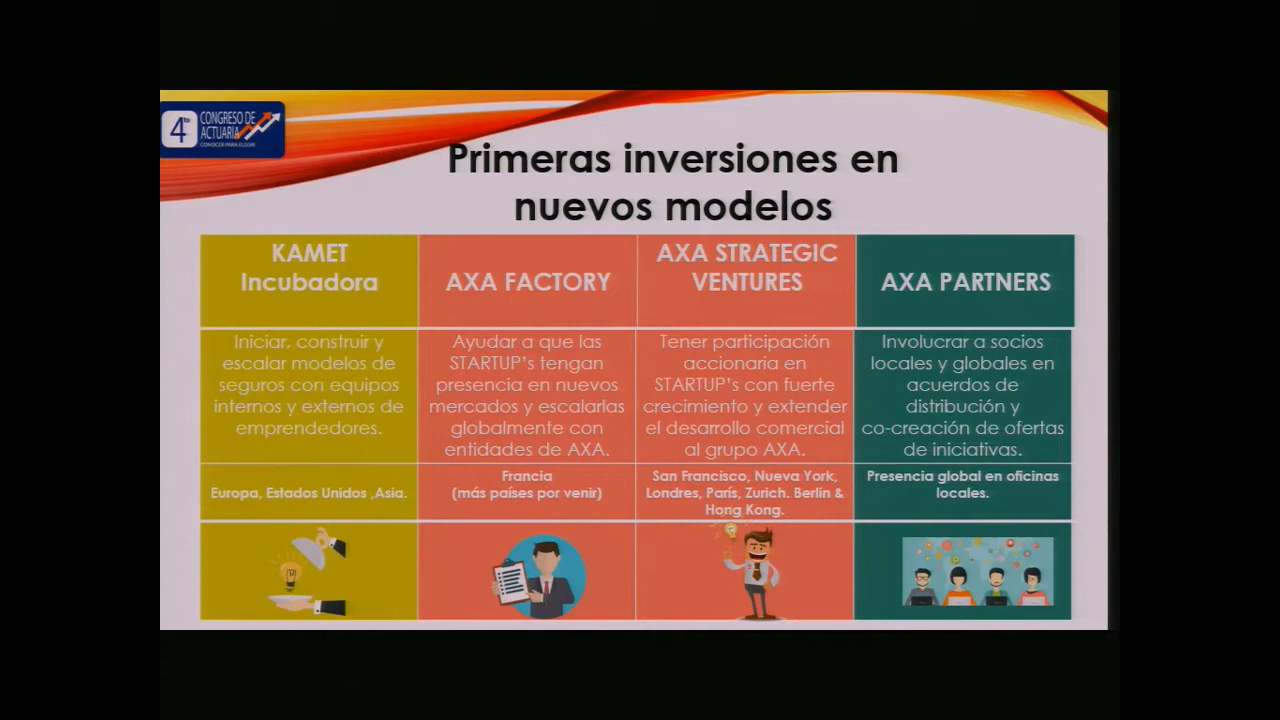 4to
CONGRESO DE
ACTUARIA
CONOCER PARA ELEGIR
Primeras inversiones en
nuevos modelos
KAMET
Incubadora
AXA FACTORY
AXA STRATEGIC
VENTURES
AXA PARTNERS
Iniciar, construir y
escalar modelos de
seguros con equipos
internos y externos de
emprendedores.
Ayudar a que las
STARTUP's tengan
presencia en nuevos
mercados y escalarlas
globalmente con
entidades de AXA.
Tener participación
accionaria en
STARTUP's con fuerte
crecimiento y extender
el desarrollo comercial
al grupo AXA.
Involucrar a socios
locales y globales en
acuerdos de
distribución y
co-creación de ofertas
de iniciativas.
Europa, Estados Unidos ,Asia.
Francia
(más países por venir)
San Francisco, Nueva York,
Londres, París, Zurich. Berlin &
Hong Kong.
Presencia global en oficinas
locales.